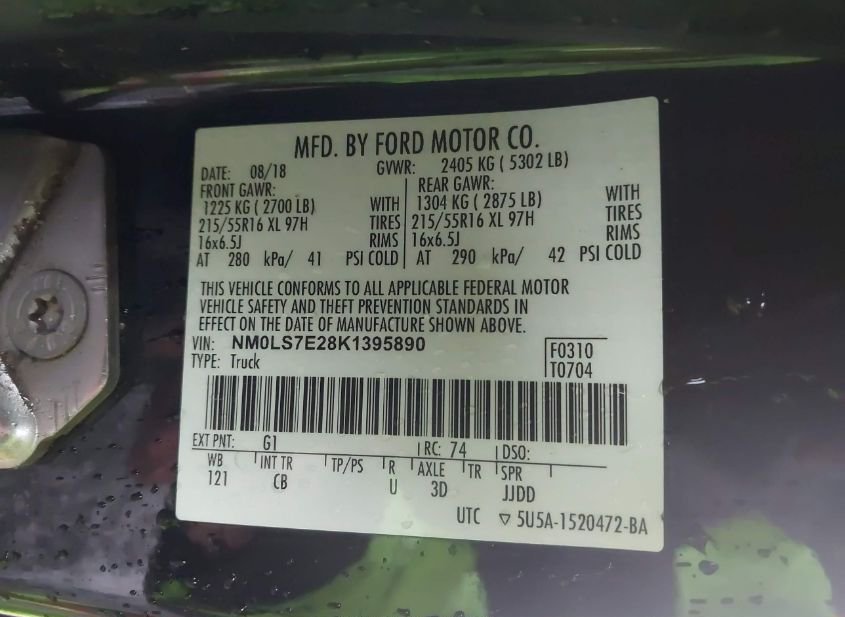 MFD. BY FORD MOTOR CO.
DATE: 08/18 GVWR: 2405 KG ( 5302 LB)
FRONT GAWR: REAR GAWR:
1225 KG ( 2700 LB) WITH 1304 KG ( 2875 LB) WITH
215/55R16 XL 97H TIRES 215/55R16 XL 97H TIRES
16x6.5J RIMS 16x6.5J RIMS
AT 280 kPa/ 41 PSI COLD AT 290 kPa/ 42 PSI COLD
THIS VEHICLE CONFORMS TO ALL APPLICABLE FEDERAL MOTOR
VEHICLE SAFETY AND THEFT PREVENTION STANDARDS IN
EFFECT ON THE DATE OF MANUFACTURE SHOWN ABOVE.
VIN: NM0LS7E28K1395890 F0310
TYPE: Truck T0704
EXT PNT: G1 RC: 74 DSO:
WB INT TR TP/PS R AXLE TR SPR
121 CB U 3D JJDD
UTC ▽ 5U5A-1520472-BA